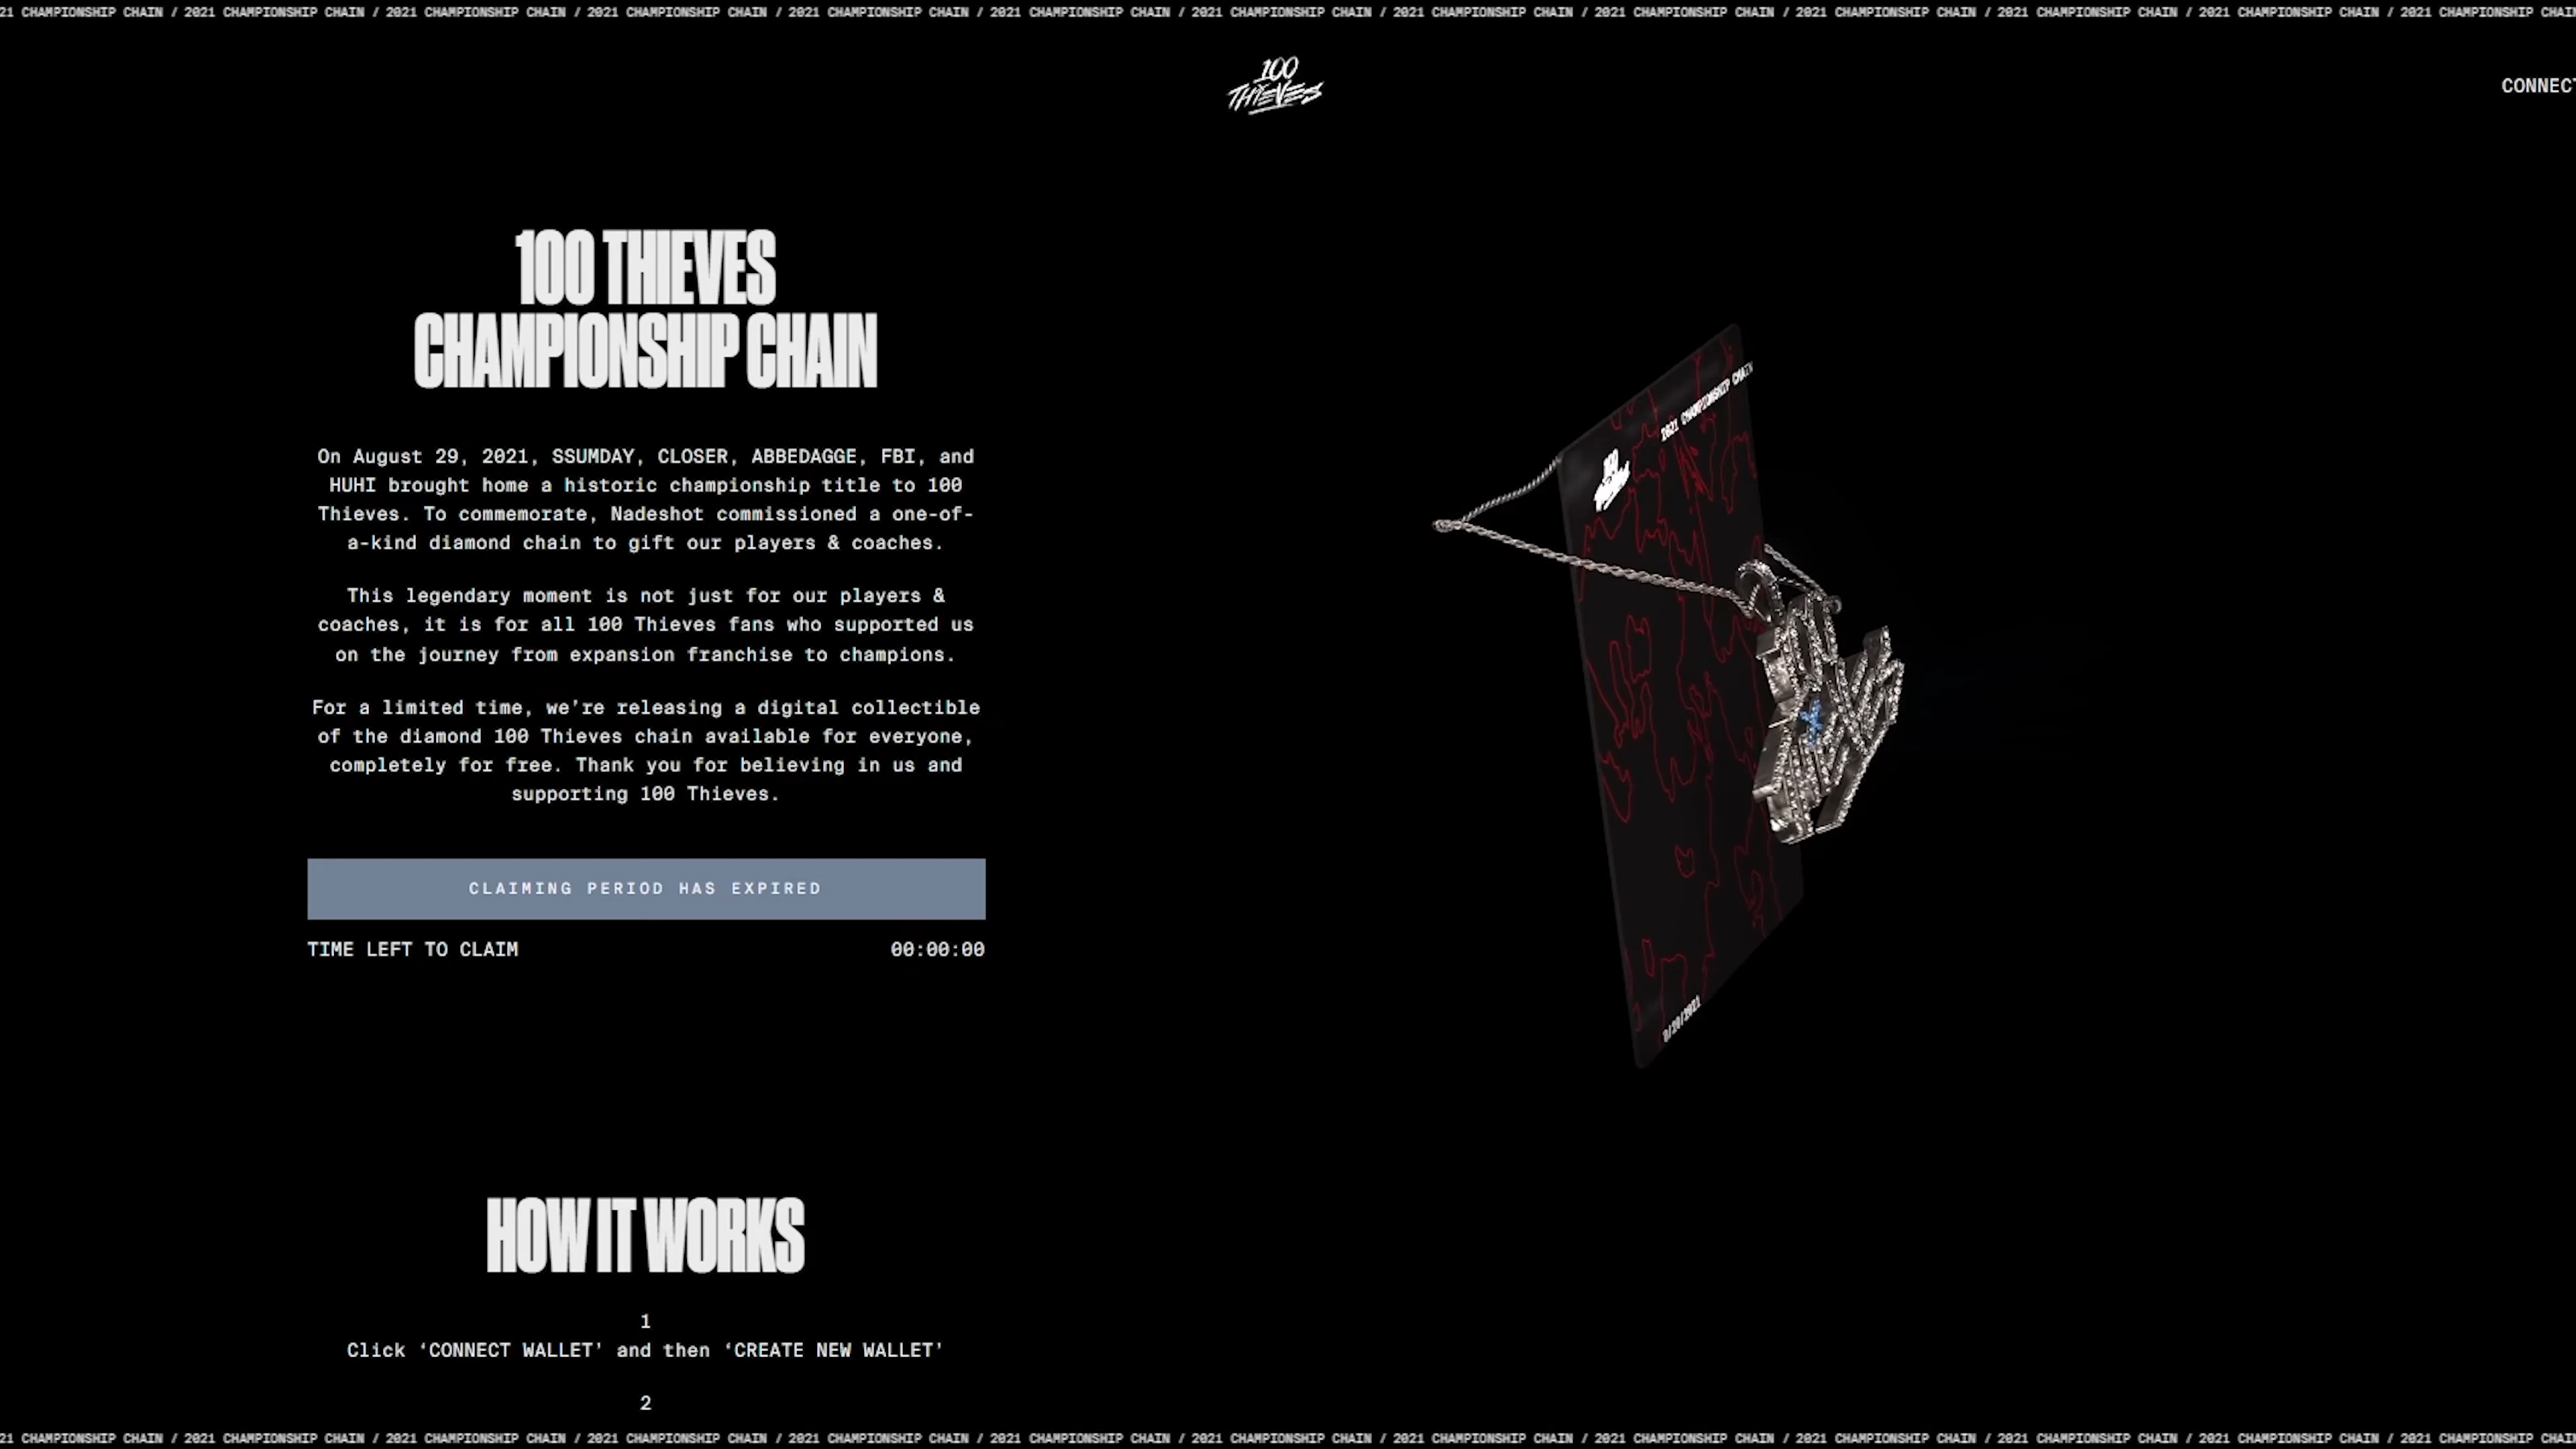 21 CHAMPIONSHIP CHAIN / 2021 CHAMPIONSHIP CHAIN / 2021 CHAMPIONSHIP CHAIN / 2021 CHAMPIONSHIP CHAIN / 2021 CHAMPIONSHIP CHAIN / 2021 CHAMPIONSHIP CHAIN / 2021 CHAMPIONSHIP CHAIN / 2021 CHAMPIONSHIP CHAIN / 2021 CHAMPIONSHIP CHAIN / 2021 CHAMPIONSHIP CHAIN / 2021 CHAMPIONSHIP CHAIN / 2021 CHAMPIONSHIP CHAIN / 2021 CHAMPIONSHIP CHAIN
100
THIEVES
CONNECT
100 THIEVES
CHAMPIONSHIP CHAIN
On August 29, 2021, SSUMDAY, CLOSER, ABBEDAGGE, FBI, and
HUHI brought home a historic championship title to 100
Thieves. To commemorate, Nadeshot commissioned a one-of-
a-kind diamond chain to gift our players & coaches.
This legendary moment is not just for our players &
coaches, it is for all 100 Thieves fans who supported us
on the journey from expansion franchise to champions.
For a limited time, we’re releasing a digital collectible
of the diamond 100 Thieves chain available for everyone,
completely for free. Thank you for believing in us and
supporting 100 Thieves.
CLAIMING PERIOD HAS EXPIRED
TIME LEFT TO CLAIM 00:00:00
2021 CHAMPIONSHIP CHAIN
HOW IT WORKS
1
Click ‘CONNECT WALLET’ and then ‘CREATE NEW WALLET’
2
21 CHAMPIONSHIP CHAIN / 2021 CHAMPIONSHIP CHAIN / 2021 CHAMPIONSHIP CHAIN / 2021 CHAMPIONSHIP CHAIN / 2021 CHAMPIONSHIP CHAIN / 2021 CHAMPIONSHIP CHAIN / 2021 CHAMPIONSHIP CHAIN / 2021 CHAMPIONSHIP CHAIN / 2021 CHAMPIONSHIP CHAIN / 2021 CHAMPIONSHIP CHAIN / 2021 CHAMPIONSHIP CHAIN / 2021 CHAMPIONSHIP CHAIN / 2021 CHAMPIONSHIP CHAIN